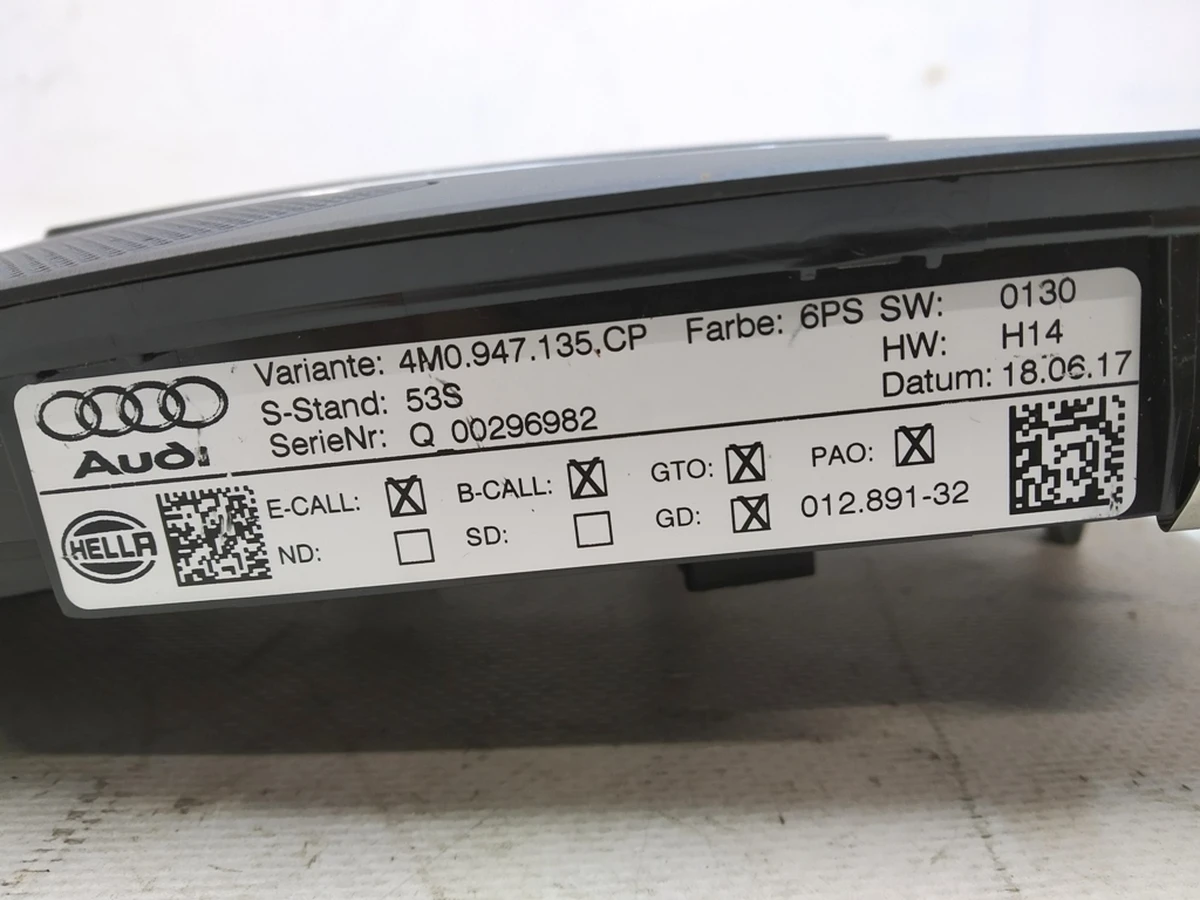 Variante: 4M0.947.135.CP Farbe: 6PS SW: 0130
S-Stand: 53S HW: H14
SerieNr: Q 00296982 Datum: 18.06.17
Audi
E-CALL: X B-CALL: X GTO: X PAO: X
HELLA
ND: SD: GD: X 012.891-32